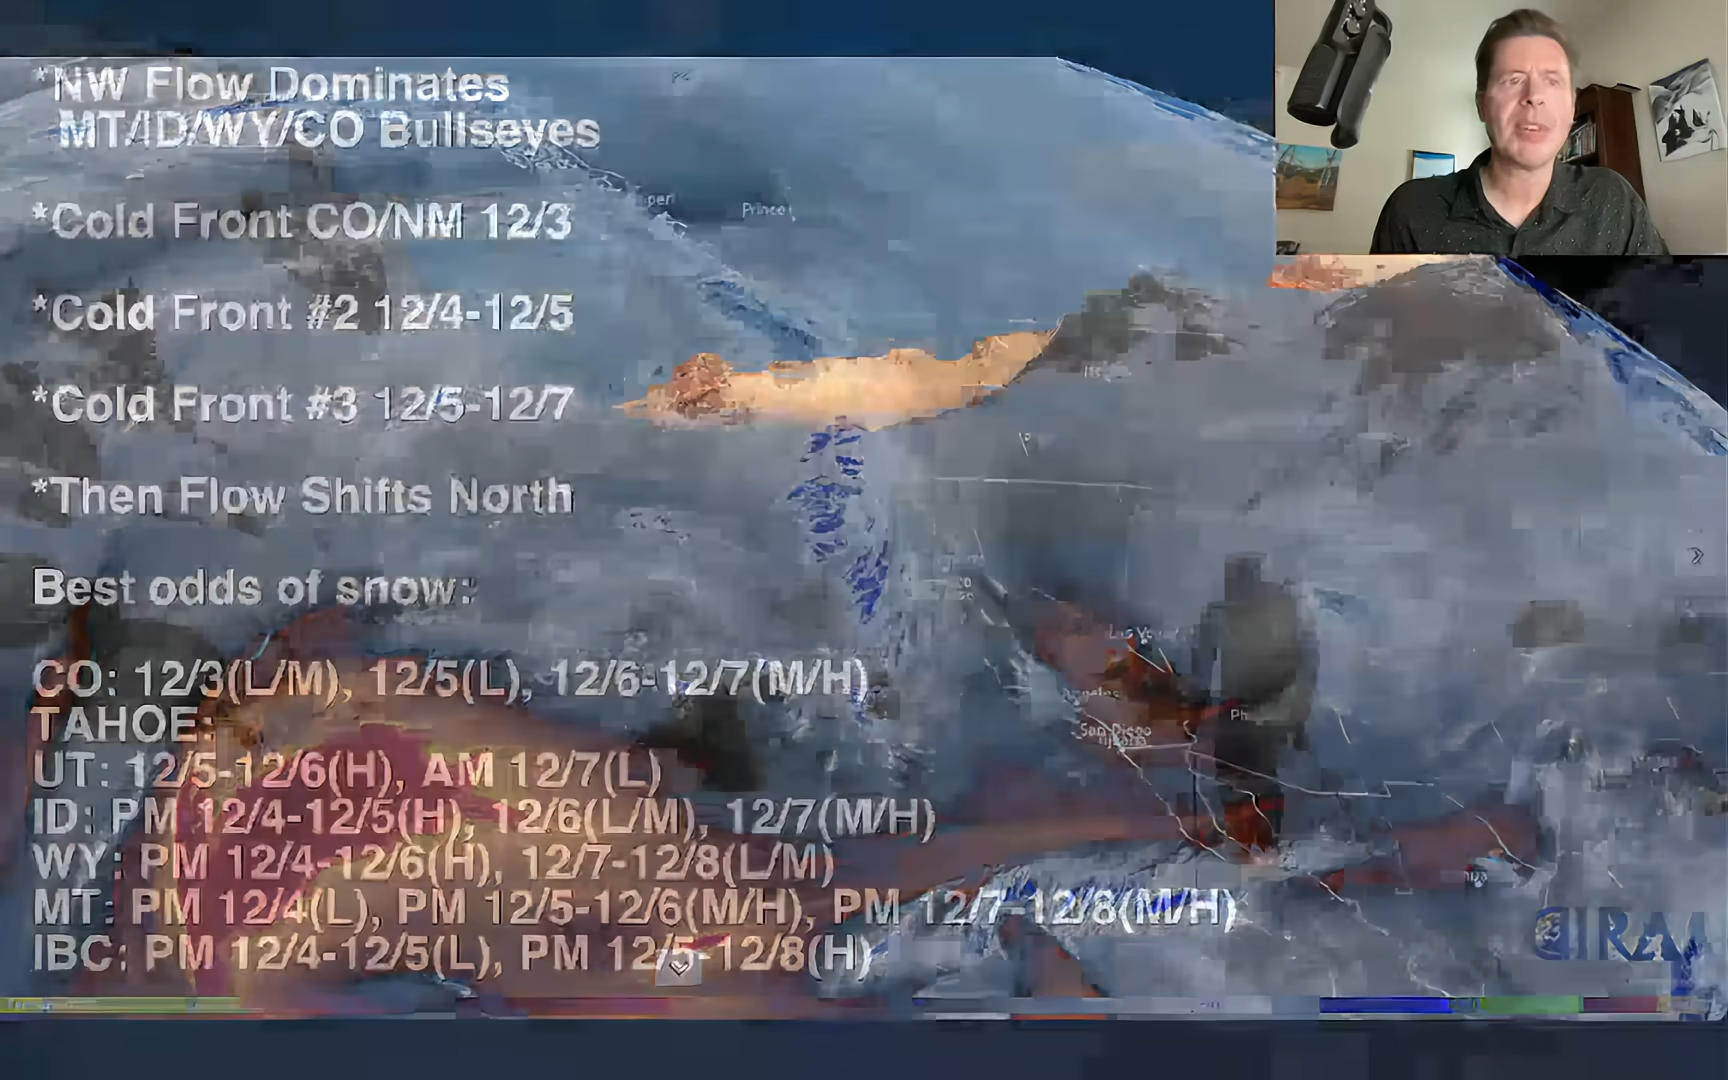 *NW Flow Dominates
MT/ID/WY/CO Bullseyes
*Cold Front CO/NM 12/3
*Cold Front #2 12/4-12/5
*Cold Front #3 12/5-12/7
*Then Flow Shifts North
Best odds of snow:
CO: 12/3(L/M), 12/5(L), 12/6-12/7(M/H)
TAHOE:
UT: 12/5-12/6(H), AM 12/7(L)
ID: PM 12/4-12/5(H), 12/6(L/M), 12/7(M/H)
WY: PM 12/4-12/6(H), 12/7-12/8(L/M)
MT: PM 12/4(L), PM 12/5-12/6(M/H), PM 12/7-12/8(M/H)
IBC: PM 12/4-12/5(L), PM 12/5-12/8(H)
San Diego
CIRA